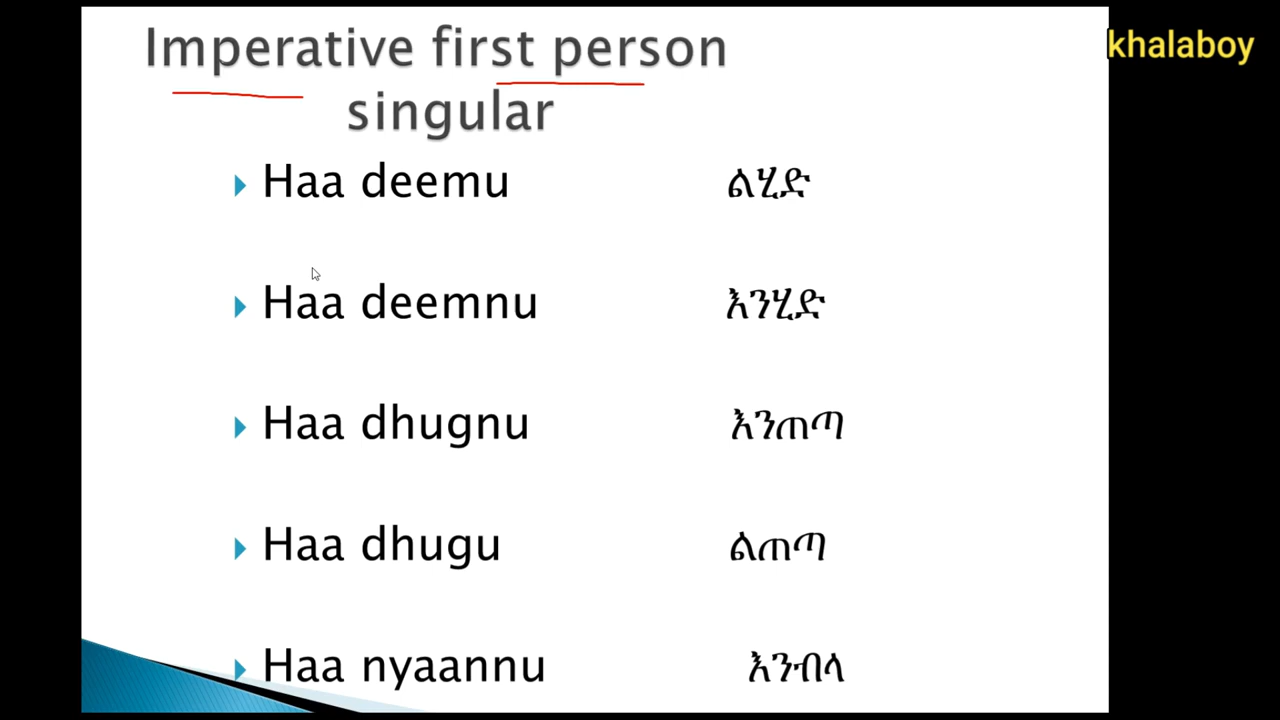 khalaboy
Imperative first person
singular
Haa deemu ልሂድ
Haa deemnu እንሂድ
Haa dhugnu እንጠጣ
Haa dhugu ልጠጣ
Haa nyaannu እንብላ